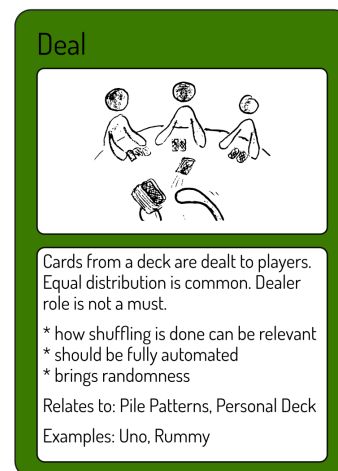 Deal
Cards from a deck are dealt to players.
Equal distribution is common. Dealer
role is not a must.
* how shuffling is done can be relevant
* should be fully automated
* brings randomness
Relates to: Pile Patterns, Personal Deck
Examples: Uno, Rummy